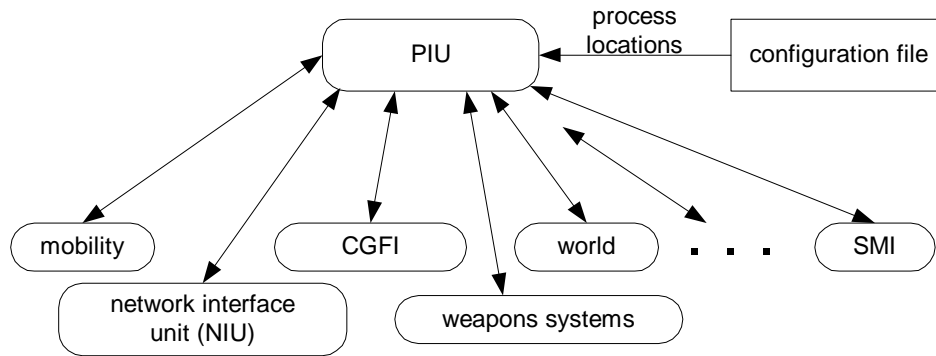 process
locations
PIU
configuration file
mobility
CGFI
world
. . .
SMI
network interface
unit (NIU)
weapons systems